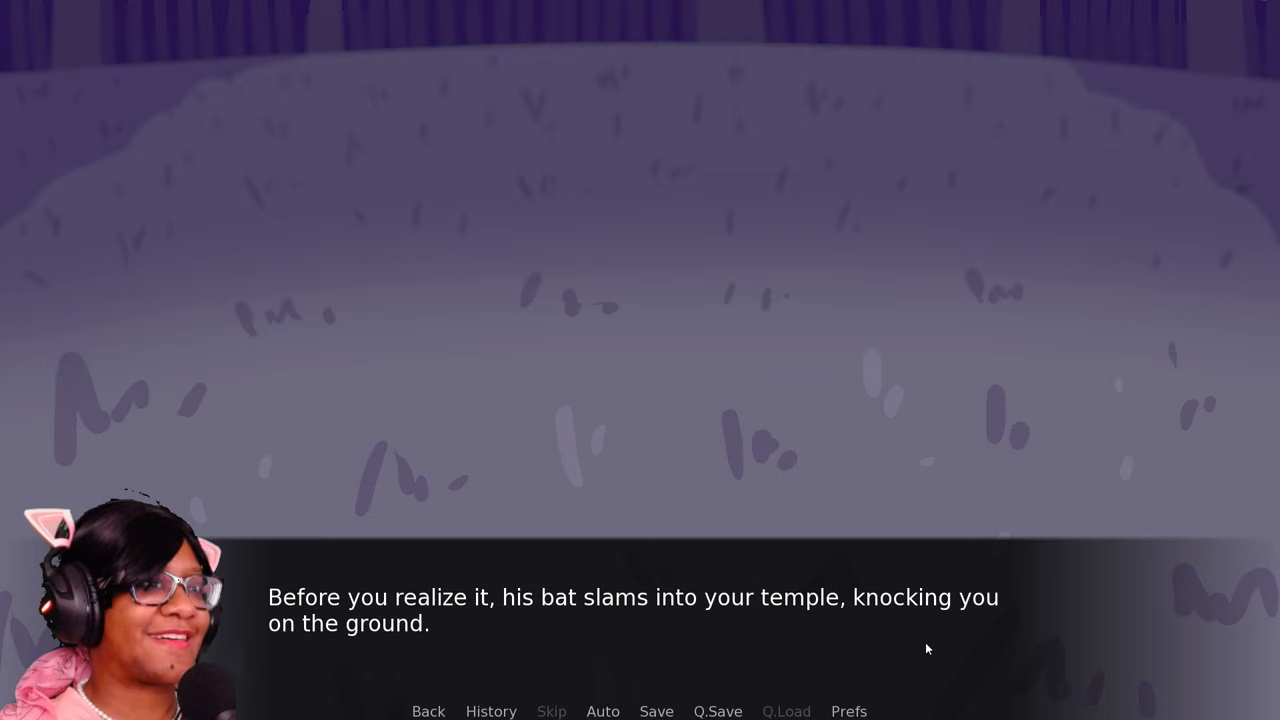 Before you realize it, his bat slams into your temple, knocking you
on the ground.
Back History Skip Auto Save Q.Save Q.Load Prefs